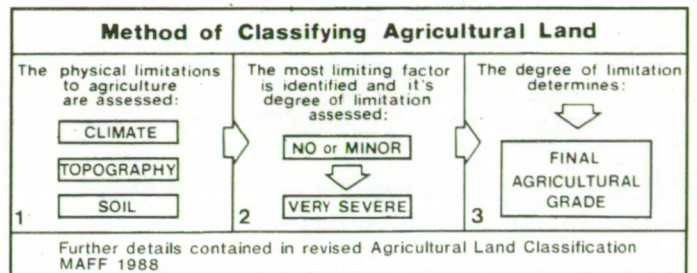 Method of Classifying Agricultural Land
The physical limitations
to agriculture
are assessed:
CLIMATE
TOPOGRAPHY
SOIL
1
The most limiting factor
is identified and it's
degree of limitation
assessed:
NO or MINOR
VERY SEVERE
2
The degree of limitation
determines:
FINAL
AGRICULTURAL
GRADE
3
Further details contained in revised Agricultural Land Classification
MAFF 1988